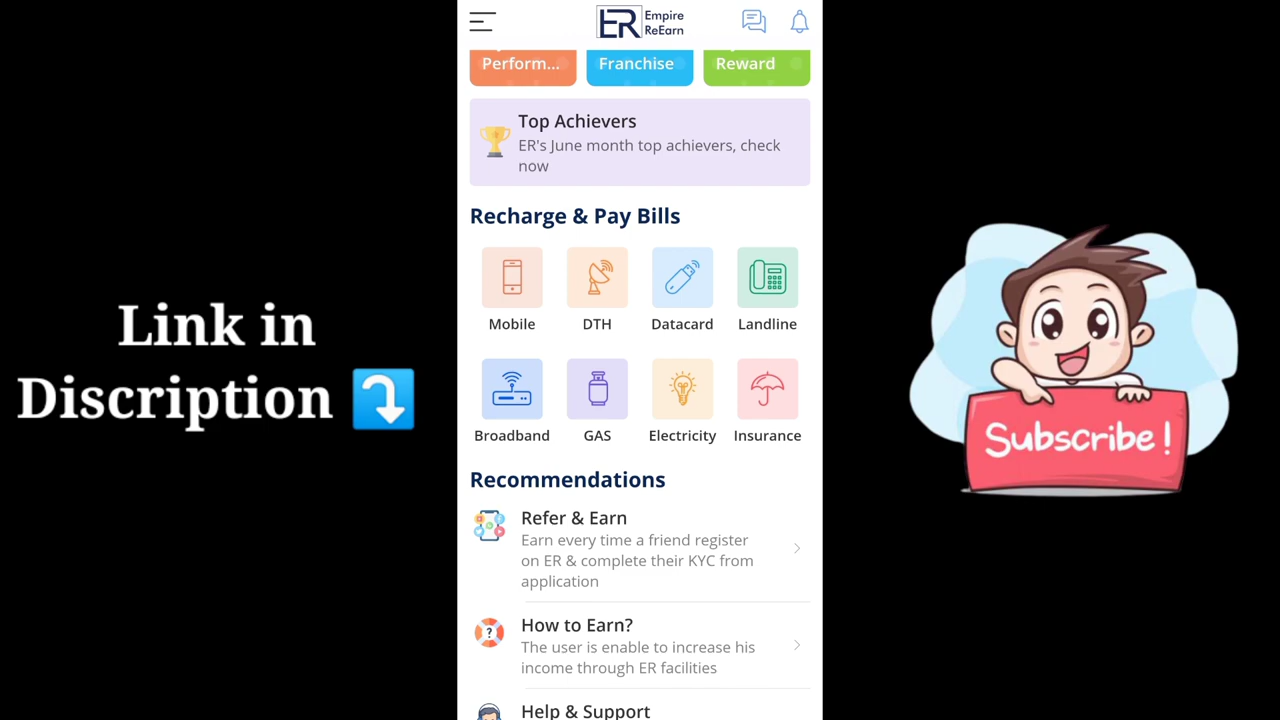 Link in
Discription
ER Empire
ReEarn
Perform...
Franchise
Reward
Top Achievers
ER's June month top achievers, check
now
Recharge & Pay Bills
Mobile
DTH
Datacard
Landline
Broadband
GAS
Electricity
Insurance
Recommendations
Refer & Earn
Earn every time a friend register
on ER & complete their KYC from
application
How to Earn?
The user is enable to increase his
income through ER facilities
Help & Support
Subscribe!